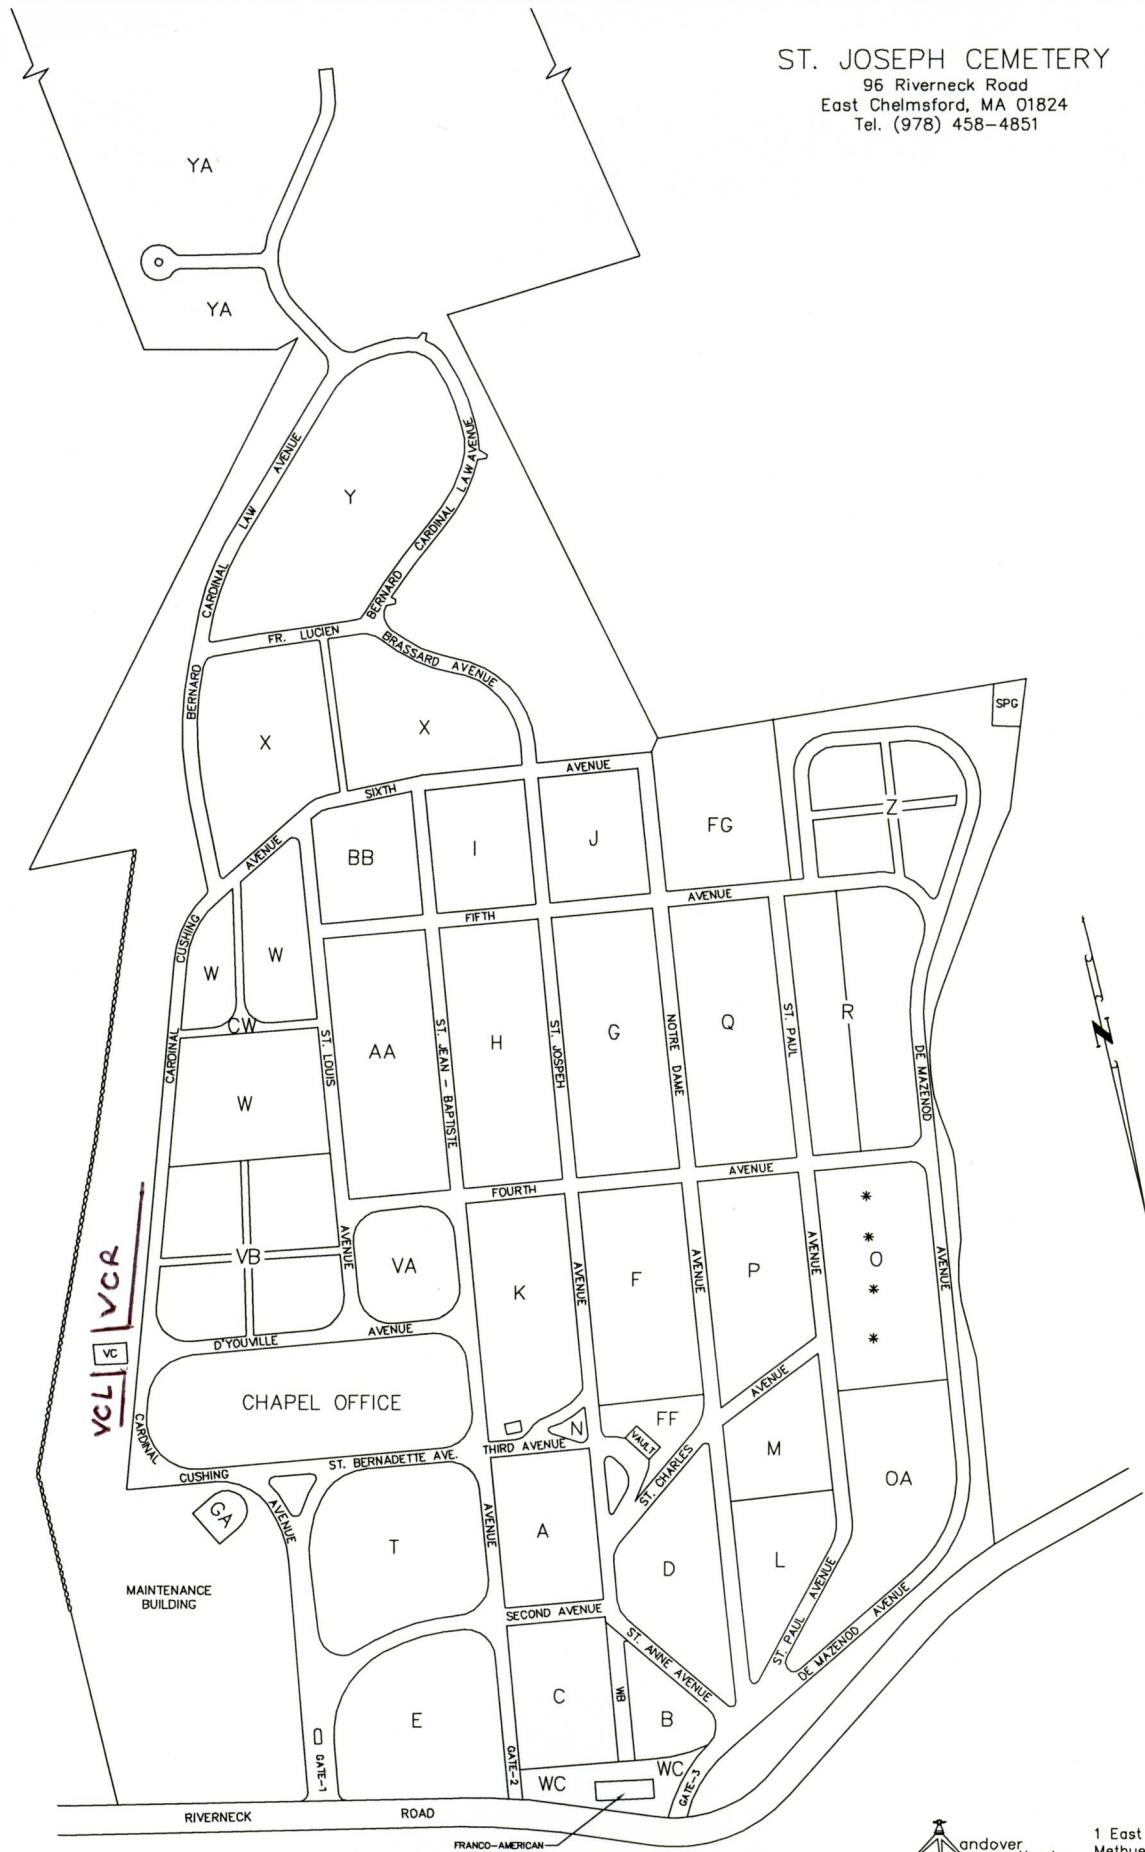 ST. JOSEPH CEMETERY
96 Riverneck Road
East Chelmsford, MA 01824
Tel. (978) 458-4851
YA
YA
BERNARD CARDINAL LAW AVENUE
Y
BERNARD CARDINAL LAW AVENUE
FR. LUCIEN BRASSARD AVENUE
X
X
SPG
SIXTH AVENUE
AVENUE
BB
I
J
FG
Z
FIFTH AVENUE
CARDINAL CUSHING
W
W
CW
W
ST. LOUIS
AA
ST. JEAN – BAPTISTE
H
ST. JOSPEH
G
NOTRE DAME
Q
ST. PAUL
R
DE MAZENOD
FOURTH AVENUE
VB
AVENUE
VA
K
AVENUE
F
AVENUE
P
AVENUE
O
AVENUE
VCR
VC
VCL
D'YOUVILLE AVENUE
CHAPEL OFFICE
CARDINAL CUSHING AVENUE
ST. BERNADETTE AVE.
THIRD AVENUE
N
FF
VAULT
ST. CHARLES AVENUE
M
OA
GA
MAINTENANCE
BUILDING
T
AVENUE
A
D
L
ST. PAUL AVENUE
DE MAZENOD AVENUE
SECOND AVENUE
ST. ANNE AVENUE
E
C
WB
B
GATE-1
GATE-2
GATE-3
WC
WC
RIVERNECK ROAD
FRANCO-AMERICAN
N
andover
1 East